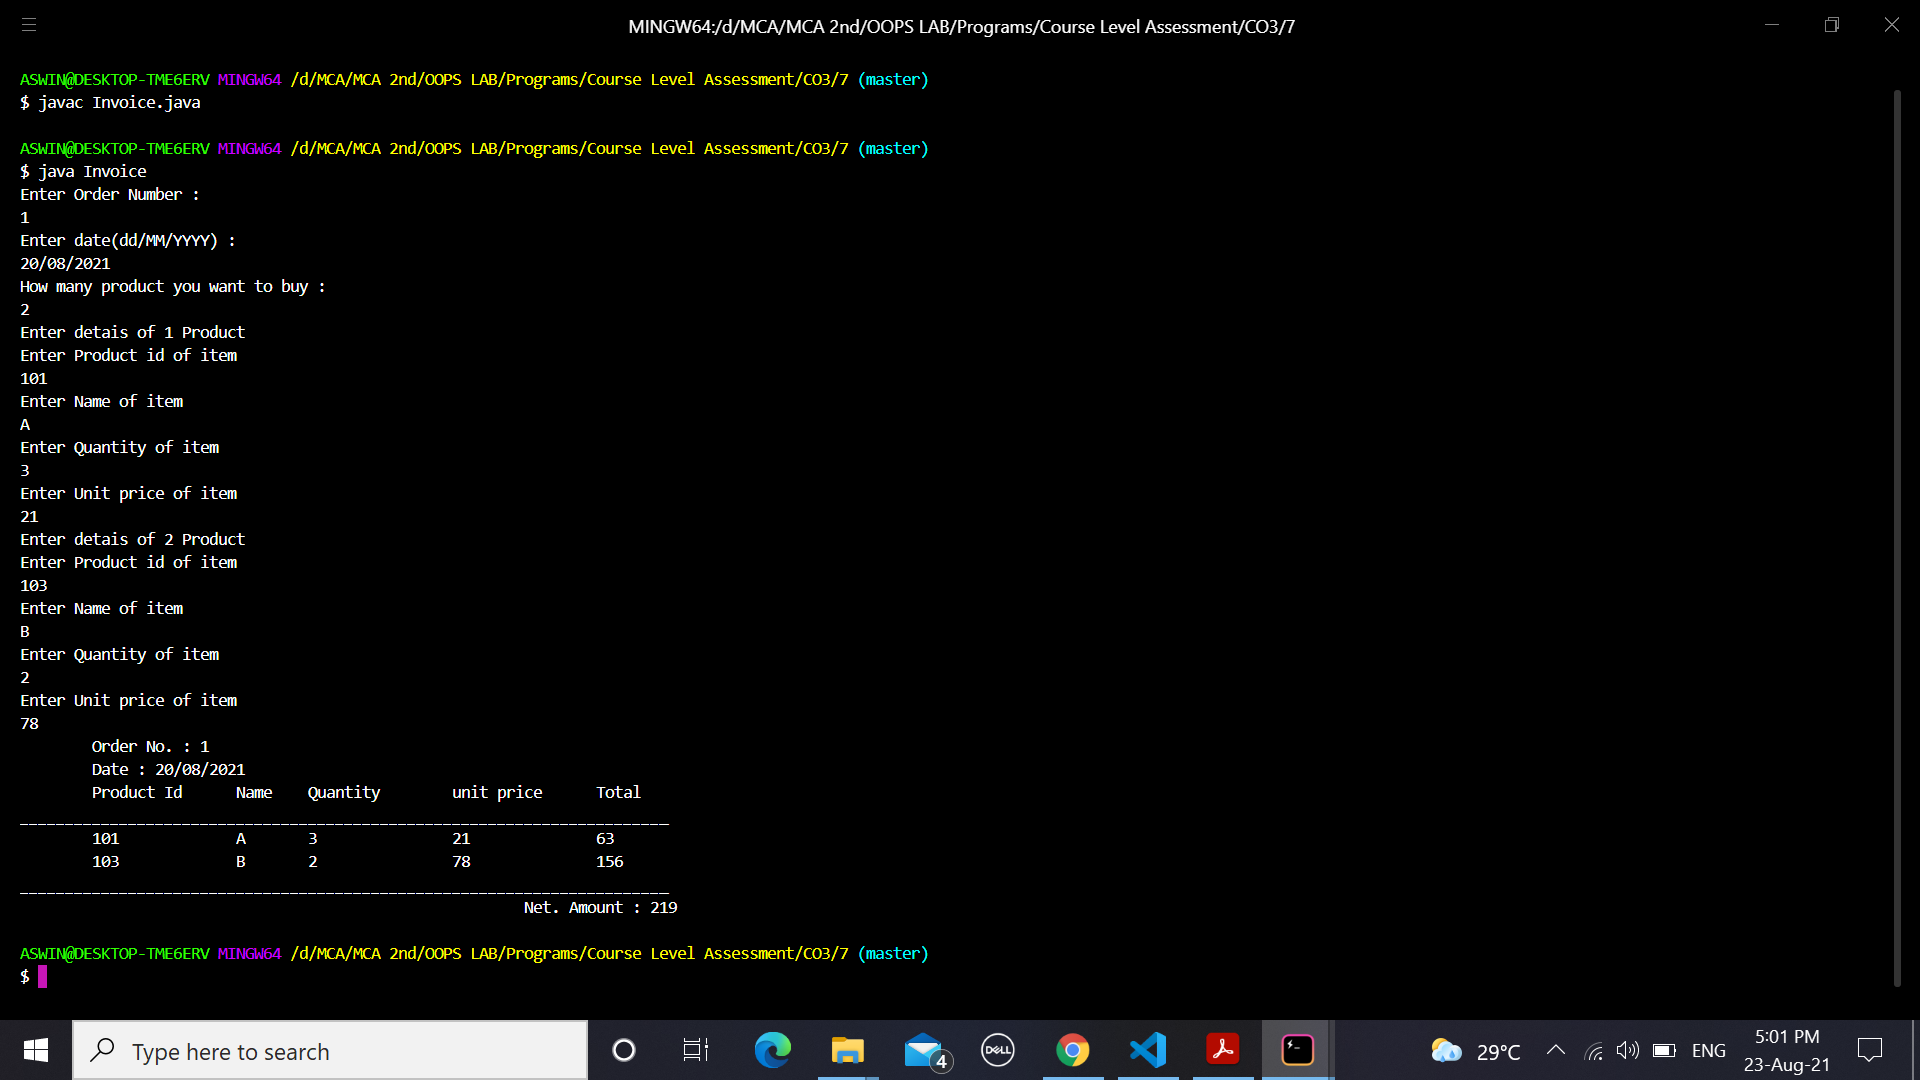 MINGW64:/d/MCA/MCA 2nd/OOPS LAB/Programs/Course Level Assessment/CO3/7
ASWIN@DESKTOP-TME6ERV MINGW64 /d/MCA/MCA 2nd/OOPS LAB/Programs/Course Level Assessment/CO3/7 (master)
$ javac Invoice.java
ASWIN@DESKTOP-TME6ERV MINGW64 /d/MCA/MCA 2nd/OOPS LAB/Programs/Course Level Assessment/CO3/7 (master)
$ java Invoice
Enter Order Number :
1
Enter date(dd/MM/YYYY) :
20/08/2021
How many product you want to buy :
2
Enter detais of 1 Product
Enter Product id of item
101
Enter Name of item
A
Enter Quantity of item
3
Enter Unit price of item
21
Enter detais of 2 Product
Enter Product id of item
103
Enter Name of item
B
Enter Quantity of item
2
Enter Unit price of item
78
Order No. : 1
Date : 20/08/2021
Product Id Name Quantity unit price Total
________________________________________________________________________
101 A 3 21 63
103 B 2 78 156
________________________________________________________________________
Net. Amount : 219
ASWIN@DESKTOP-TME6ERV MINGW64 /d/MCA/MCA 2nd/OOPS LAB/Programs/Course Level Assessment/CO3/7 (master)
$
Type here to search
4
DELL
29°C
ENG
5:01 PM
23-Aug-21